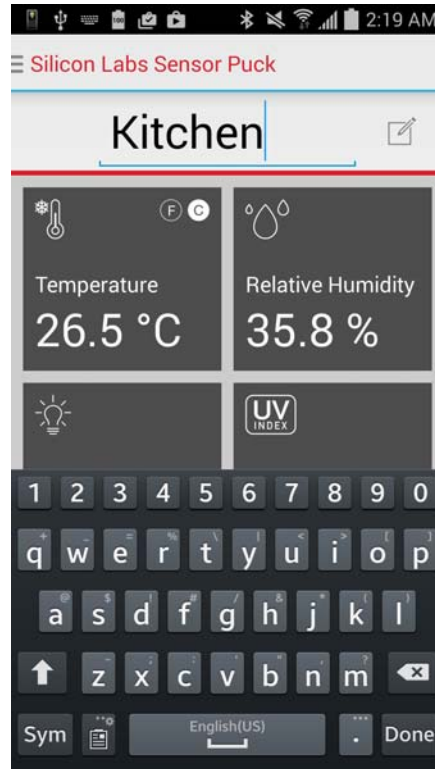 2:19 AM
Silicon Labs Sensor Puck
Kitchen
F C
Temperature
26.5 °C
Relative Humidity
35.8 %
UV
INDEX
1 2 3 4 5 6 7 8 9 0
q w e r t y u i o p
a s d f g h j k l
z x c v b n m
Sym
English(US)
.
Done